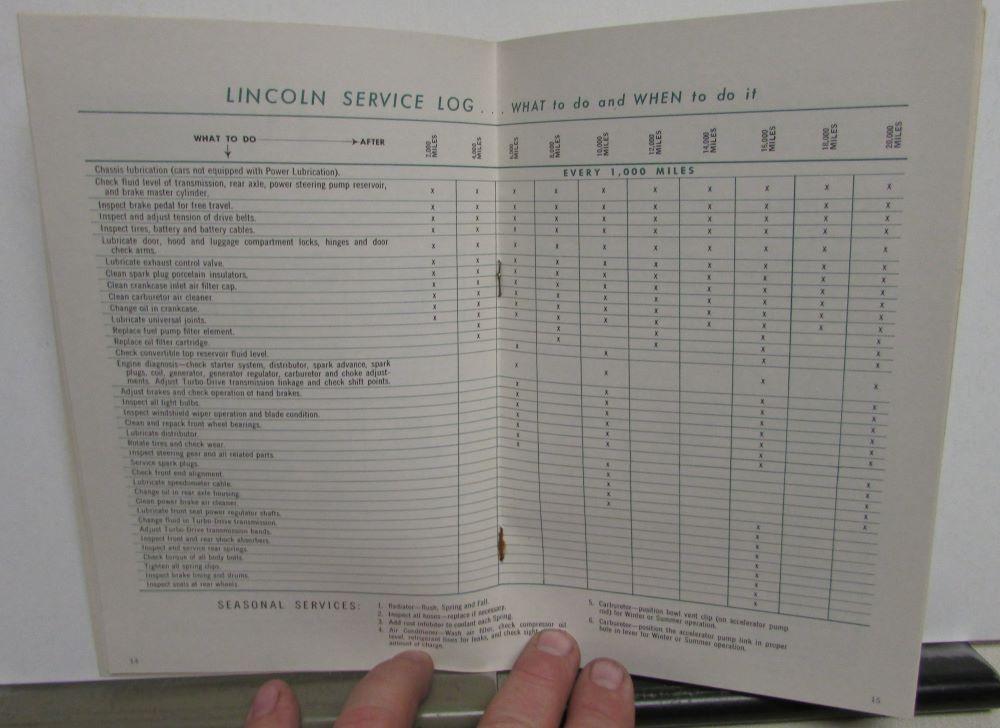 LINCOLN SERVICE LOG . . . WHAT to do and WHEN to do it
WHAT TO DO AFTER
2,000 MILES
4,000 MILES
6,000 MILES
8,000 MILES
10,000 MILES
12,000 MILES
14,000 MILES
16,000 MILES
18,000 MILES
20,000 MILES
Chassis lubrication (cars not equipped with Power Lubrication). EVERY 1,000 MILES
Check fluid level of transmission, rear axle, power steering pump reservoir,
and brake master cylinder. x x x x x x x x x x
Inspect brake pedal for free travel. x x x x x x x x x x
Inspect and adjust tension of drive belts. x x x x x x x x x x
Inspect tires, battery and battery cables. x x x x x x x x x x
Lubricate door, hood and luggage compartment locks, hinges and door
check arms. x x x x x x x x x x
Lubricate exhaust control valve. x x x x x x x x x x
Clean spark plug porcelain insulators. x x x x x x x x x x
Clean crankcase inlet air filter cap. x x x x x x x x x x
Clean carburetor air cleaner. x x x x x x x x x x
Change oil in crankcase. x x x x x x x x x x
Lubricate universal joints. x x x x x x x x x x
Replace fuel pump filter element.
Replace oil filter cartridge.
Check convertible top reservoir fluid level.
Engine diagnosis—check starter system, distributor, spark advance, spark
plugs, coil, generator, generator regulator, carburetor and choke adjust-
ments. Adjust Turbo-Drive transmission linkage and check shift points.
Adjust brakes and check operation of hand brakes.
Inspect all light bulbs.
Inspect windshield wiper operation and blade condition.
Clean and repack front wheel bearings.
Lubricate distributor.
Rotate tires and check wear.
Inspect steering gear and all related parts.
Service spark plugs.
Check front end alignment.
Lubricate speedometer cable.
Change oil in rear axle housing.
Clean power brake air cleaner.
Lubricate front seat power regulator shafts.
Change fluid in Turbo-Drive transmission.
Adjust Turbo-Drive transmission bands.
Inspect front and rear shock absorbers.
Inspect and service rear springs.
Check torque of all body bolts.
Tighten all spring clips.
Inspect brake lining and drums.
Inspect seals at rear wheels.
SEASONAL SERVICES:
1. Radiator—flush, Spring and Fall.
2. Inspect all hoses—replace if necessary.
3. Add rust inhibitor to coolant each Spring.
4. Air Conditioner—Wash air filter, check compressor oil
level, refrigerant lines for leaks, and check sight
amount of charge.
5. Carburetor—position bowl vent clip (on accelerator pump
rod) for Winter or Summer operation.
6. Carburetor—position the accelerator pump link in proper
hole in lever for Winter or Summer operation.
14
15